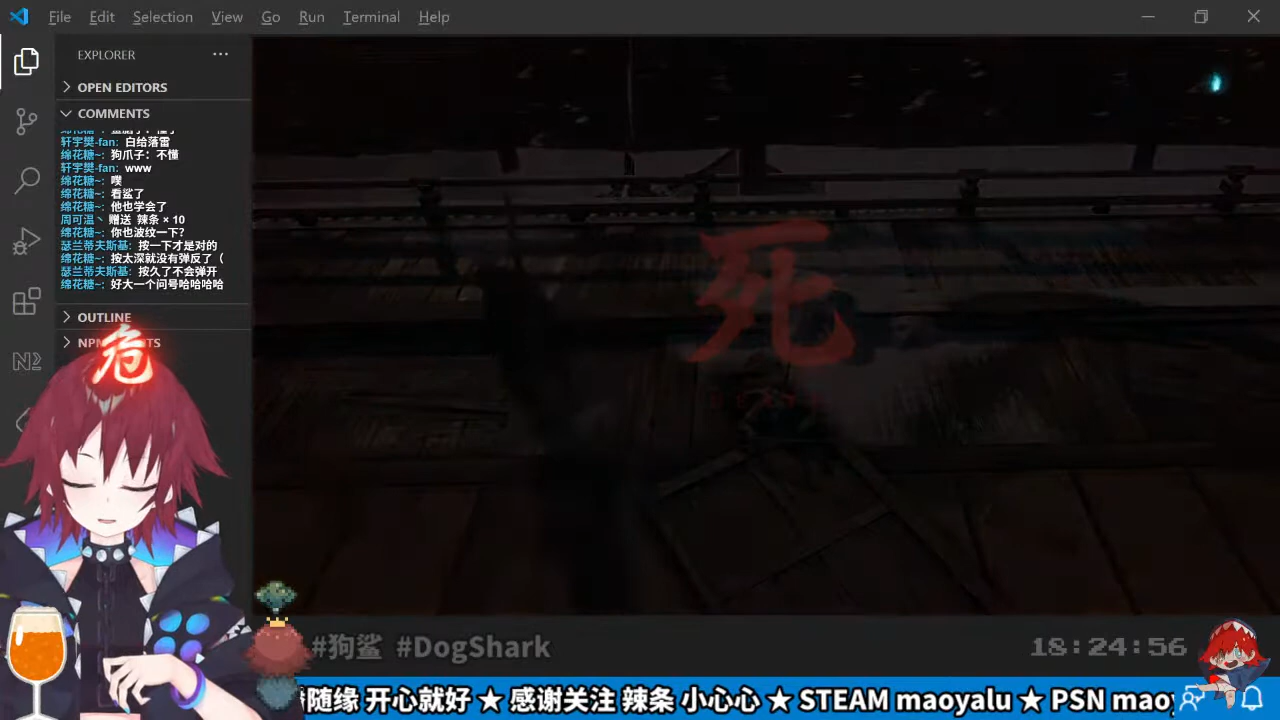 File Edit Selection View Go Run Terminal Help
EXPLORER
OPEN EDITORS
COMMENTS
轩宇樊-fan: 白给落雷
绵花糖~: 狗爪子：不懂
轩宇樊-fan: www
绵花糖~: 噗
绵花糖~: 看鲨了
绵花糖~: 他也学会了
周可温丶 赠送 辣条 × 10
绵花糖~: 你也波纹一下?
瑟兰蒂夫斯基: 按一下才是对的
绵花糖~: 按太深就没有弹反了（
瑟兰蒂夫斯基: 按久了不会弹开
绵花糖~: 好大一个问号哈哈哈哈
OUTLINE
危
死
DEATH
#狗鲨 #DogShark
18:24:56
随缘 开心就好 ★ 感谢关注 辣条 小心心 ★ STEAM maoyalu ★ PSN maoy